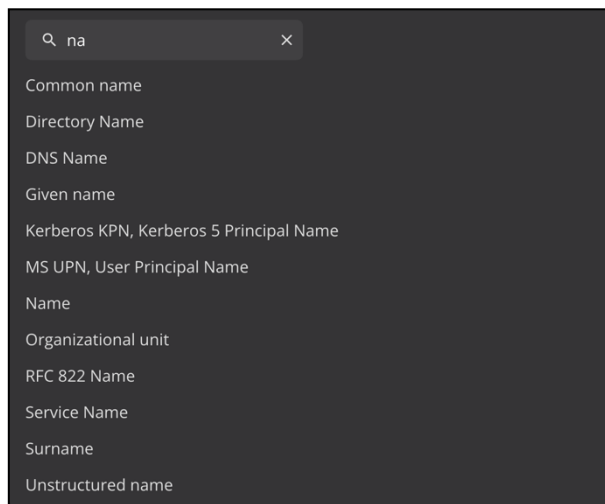 na
Common name
Directory Name
DNS Name
Given name
Kerberos KPN, Kerberos 5 Principal Name
MS UPN, User Principal Name
Name
Organizational unit
RFC 822 Name
Service Name
Surname
Unstructured name